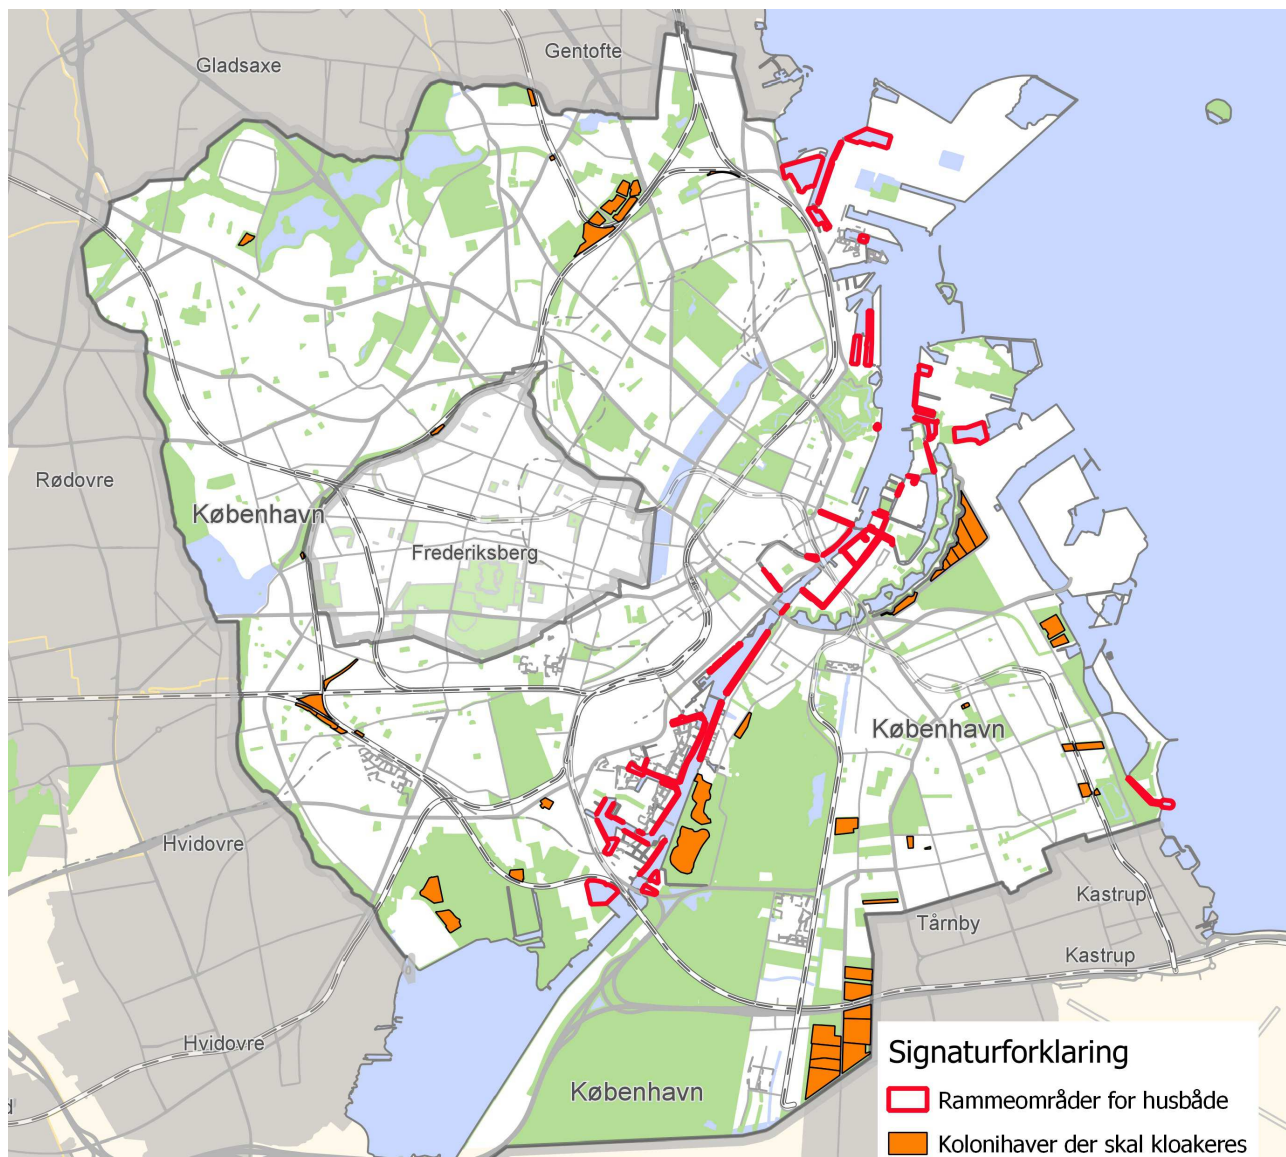 Gentofte
Gladsaxe
Rødovre
København
Frederiksberg
København
Hvidovre
Kastrup
Tårnby
Kastrup
Hvidovre
København
d
Signaturforklaring
Rammeområder for husbåde
Kolonihaver der skal kloakeres